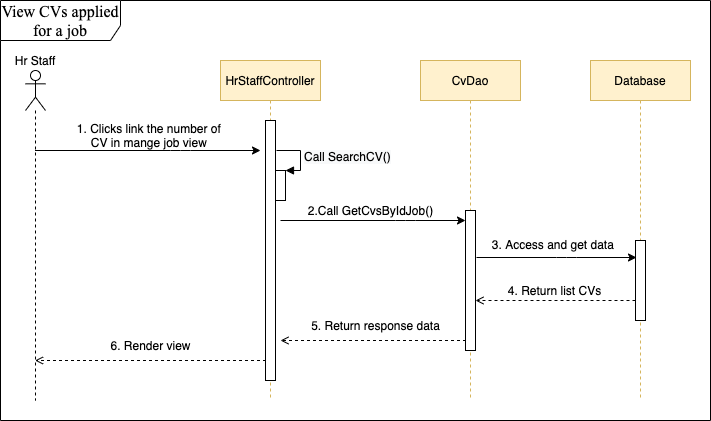 View CVs applied
for a job
Hr Staff
HrStaffController
CvDao
Database
1. Clicks link the number of
CV in mange job view
Call SearchCV()
2.Call GetCvsByIdJob()
3. Access and get data
4. Return list CVs
5. Return response data
6. Render view